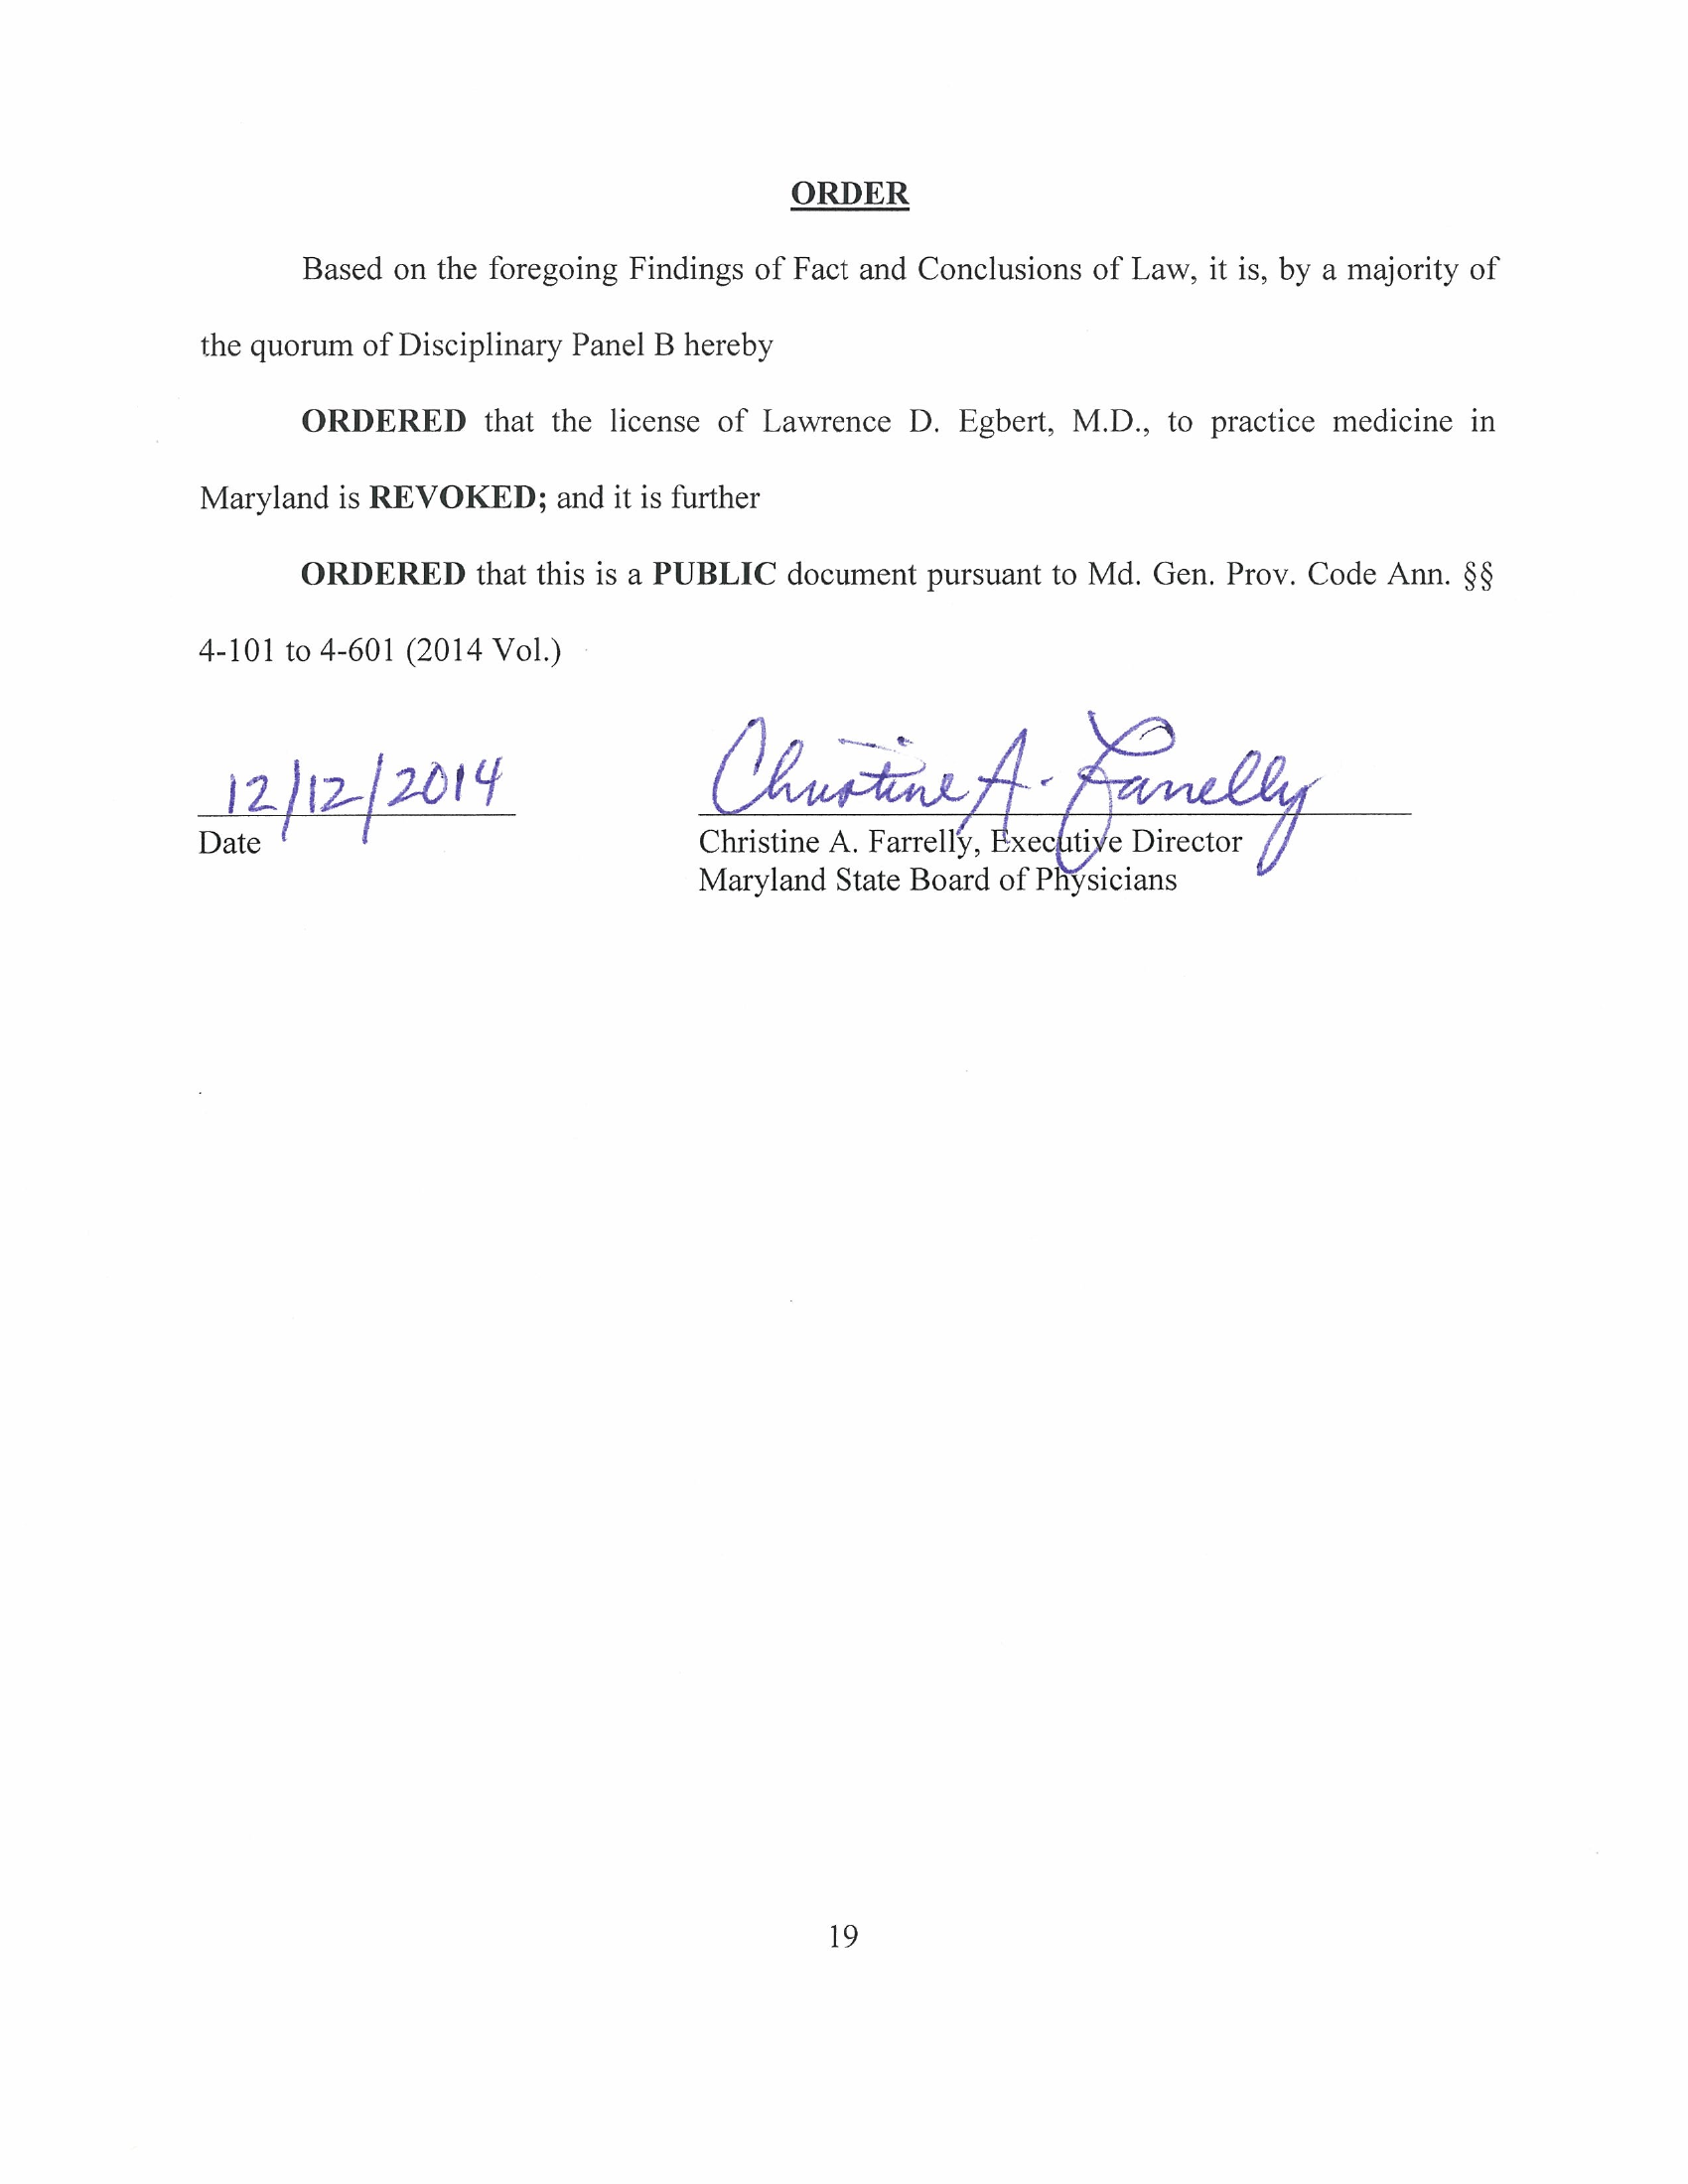 ORDER
Based on the foregoing Findings of Fact and Conclusions of Law, it is, by a majority of
the quorum of Disciplinary Panel B hereby
ORDERED that the license of Lawrence D. Egbert, M.D., to practice medicine in
Maryland is REVOKED; and it is further
ORDERED that this is a PUBLIC document pursuant to Md. Gen. Prov. Code Ann. §§
4-101 to 4-601 (2014 Vol.)
12/12/2014
Christine A. Farrelly
Date
Christine A. Farrelly, Executive Director
Maryland State Board of Physicians
19